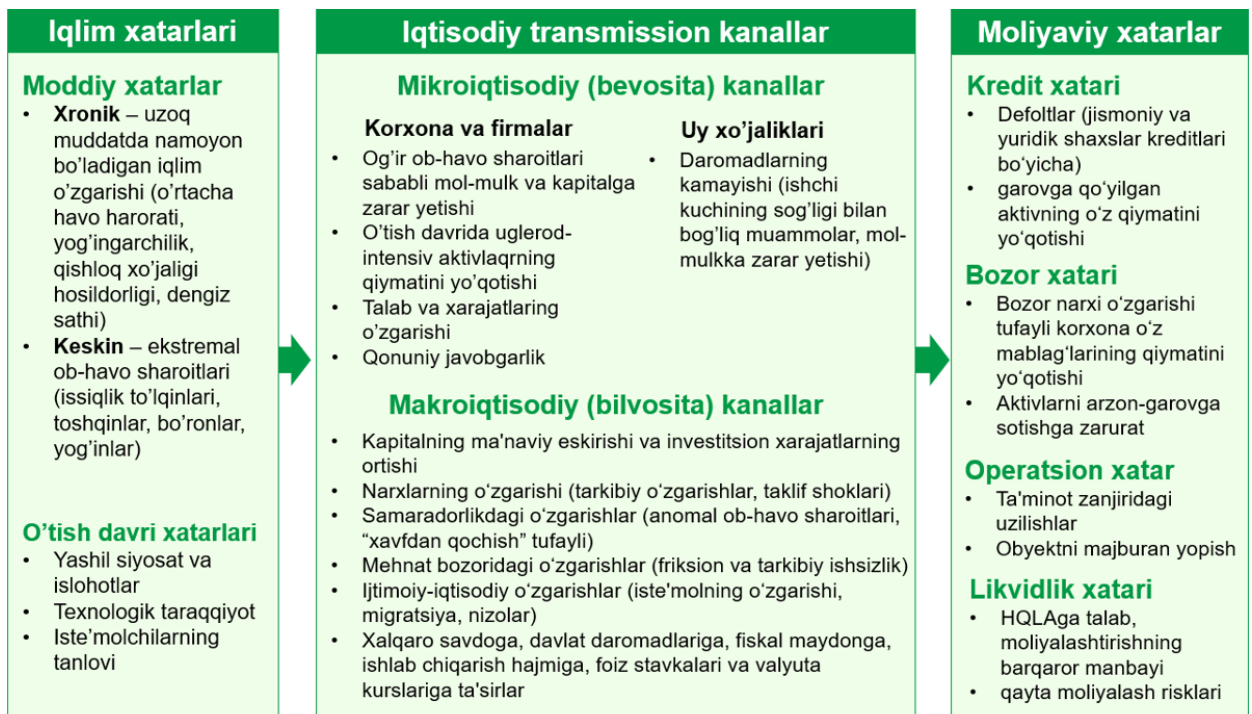 Iqlim xatarlari
Moddiy xatarlar
• Xronik – uzoq
muddatda namoyon
bo’ladigan iqlim
o’zgarishi (o’rtacha
havo harorati,
yog’ingarchilik,
qishloq xo’jaligi
hosildorligi, dengiz
sathi)
• Keskin – ekstremal
ob-havo sharoitlari
(issiqlik to’lqinlari,
toshqinlar, bo’ronlar,
yog’inlar)
O’tish davri xatarlari
• Yashil siyosat va
islohotlar
• Texnologik taraqqiyot
• Iste’molchilarning
tanlovi
Iqtisodiy transmission kanallar
Mikroiqtisodiy (bevosita) kanallar
Korxona va firmalar
• Og’ir ob-havo sharoitlari
sababli mol-mulk va kapitalga
zarar yetishi
• O’tish davrida uglerod-
intensiv aktivlaqrning
qiymatini yo’qotishi
• Talab va xarajatlaring
o’zgarishi
• Qonuniy javobgarlik
Uy xo’jaliklari
• Daromadlarning
kamayishi (ishchi
kuchining sog’ligi bilan
bog’liq muammolar, mol-
mulkka zarar yetishi)
Makroiqtisodiy (bilvosita) kanallar
• Kapitalning ma'naviy eskirishi va investitsion xarajatlarning
ortishi
• Narxlarning o‘zgarishi (tarkibiy o‘zgarishlar, taklif shoklari)
• Samaradorlikdagi o‘zgarishlar (anomal ob-havo sharoitlari,
“xavfdan qochish” tufayli)
• Mehnat bozoridagi o‘zgarishlar (friksion va tarkibiy ishsizlik)
• Ijtimoiy-iqtisodiy o‘zgarishlar (iste'molning o‘zgarishi,
migratsiya, nizolar)
• Xalqaro savdoga, davlat daromadlariga, fiskal maydonga,
ishlab chiqarish hajmiga, foiz stavkalari va valyuta
kurslariga ta'sirlar
Moliyaviy xatarlar
Kredit xatari
• Defoltlar (jismoniy va
yuridik shaxslar kreditlari
bo‘yicha)
• garovga qo‘yilgan
aktivning o‘z qiymatini
yo‘qotishi
Bozor xatari
• Bozor narxi o‘zgarishi
tufayli korxona o‘z
mablag‘larining qiymatini
yo‘qotishi
• Aktivlarni arzon-garovga
sotishga zarurat
Operatsion xatar
• Ta'minot zanjiridagi
uzilishlar
• Obyektni majburan yopish
Likvidlik xatari
• HQLAga talab,
moliyalashtirishning
barqaror manbayi
• qayta moliyalash risklari